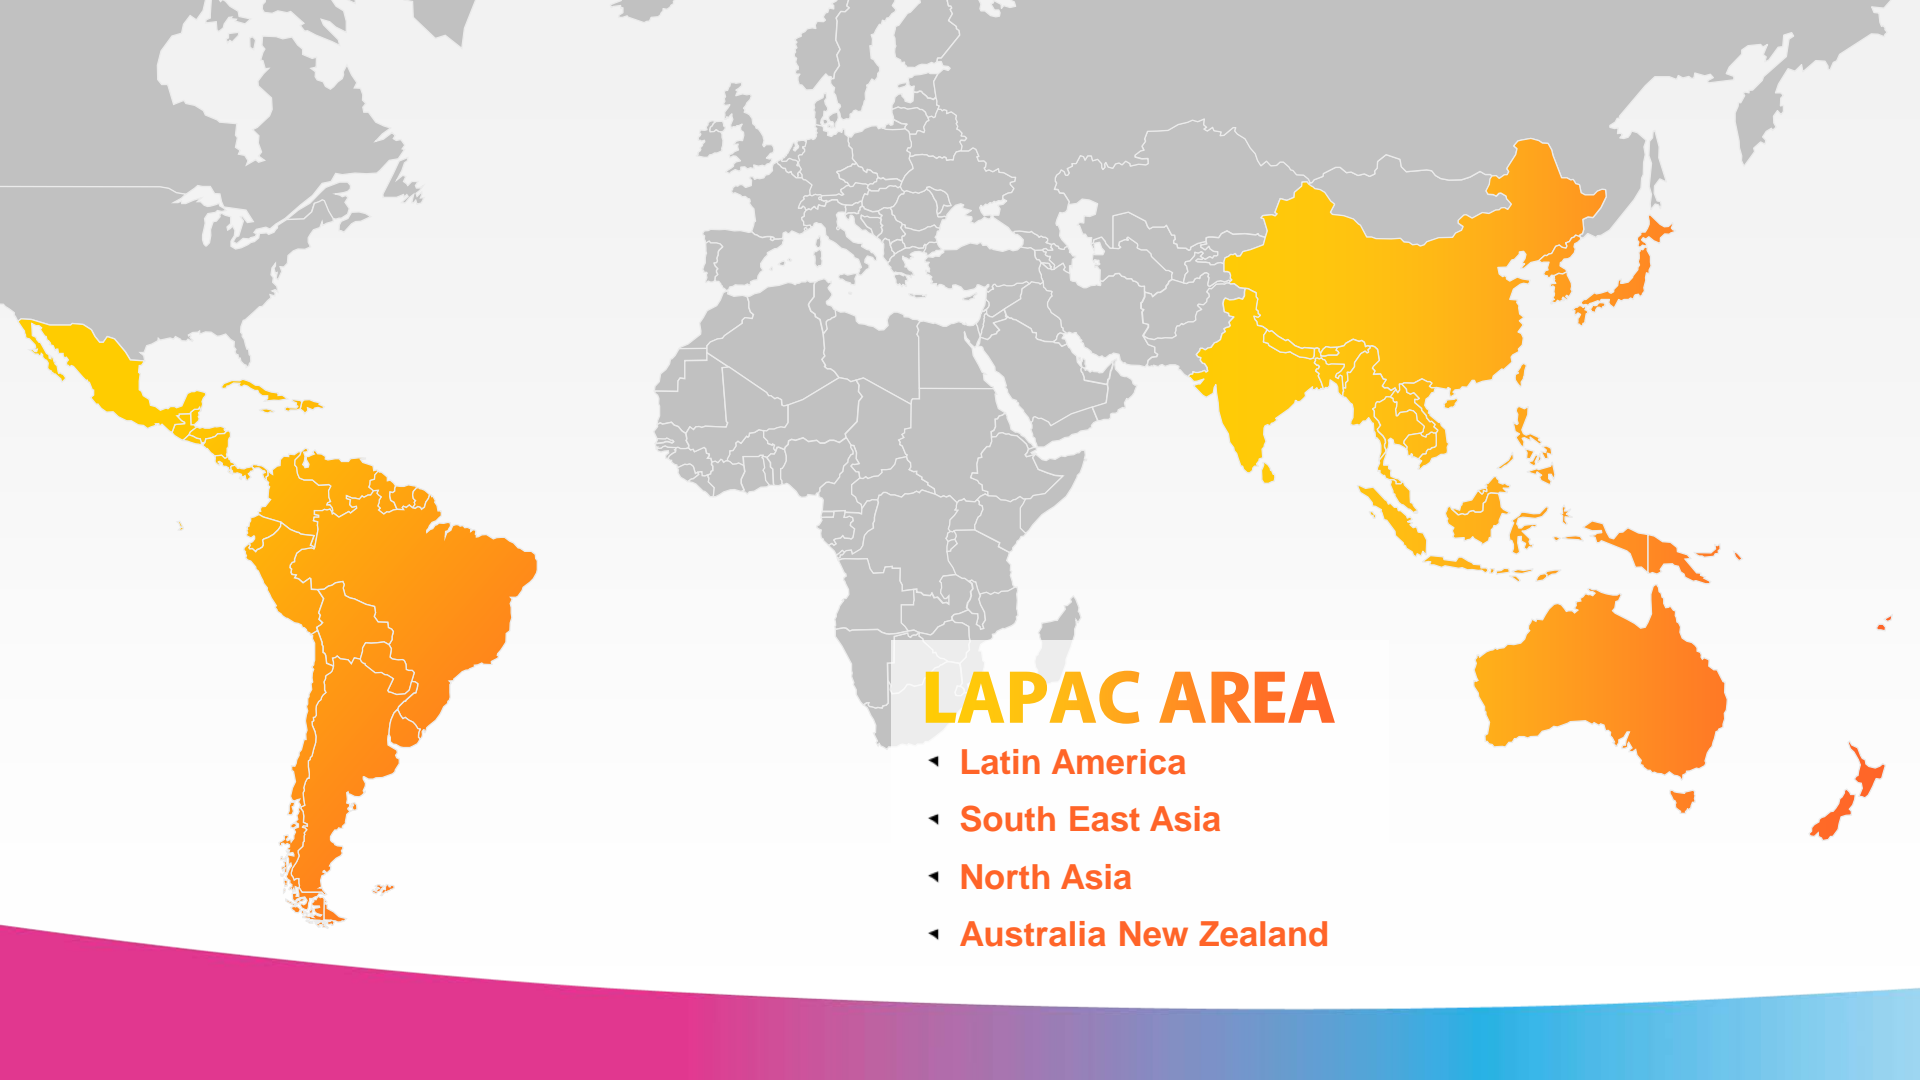 LAPAC AREA
Latin America
South East Asia
North Asia
Australia New Zealand